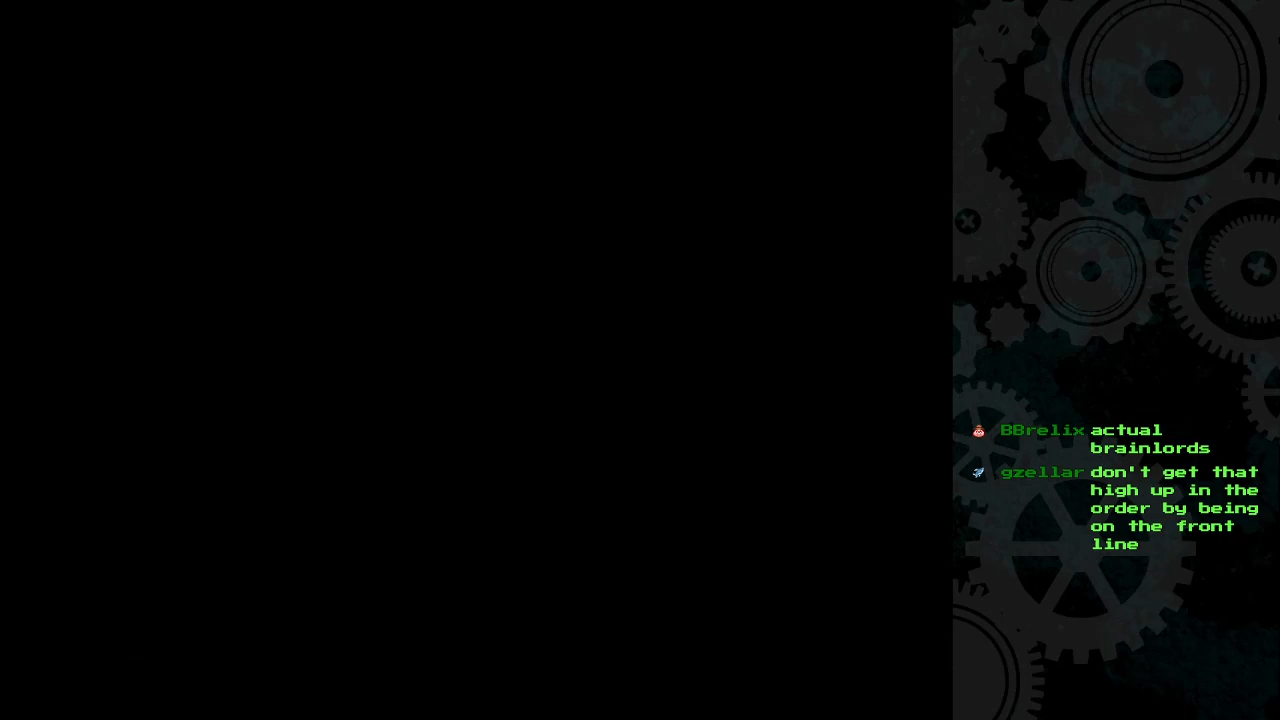 BBrelix actual
brainlords
gzellar don't get that
high up in the
order by being
on the front
line